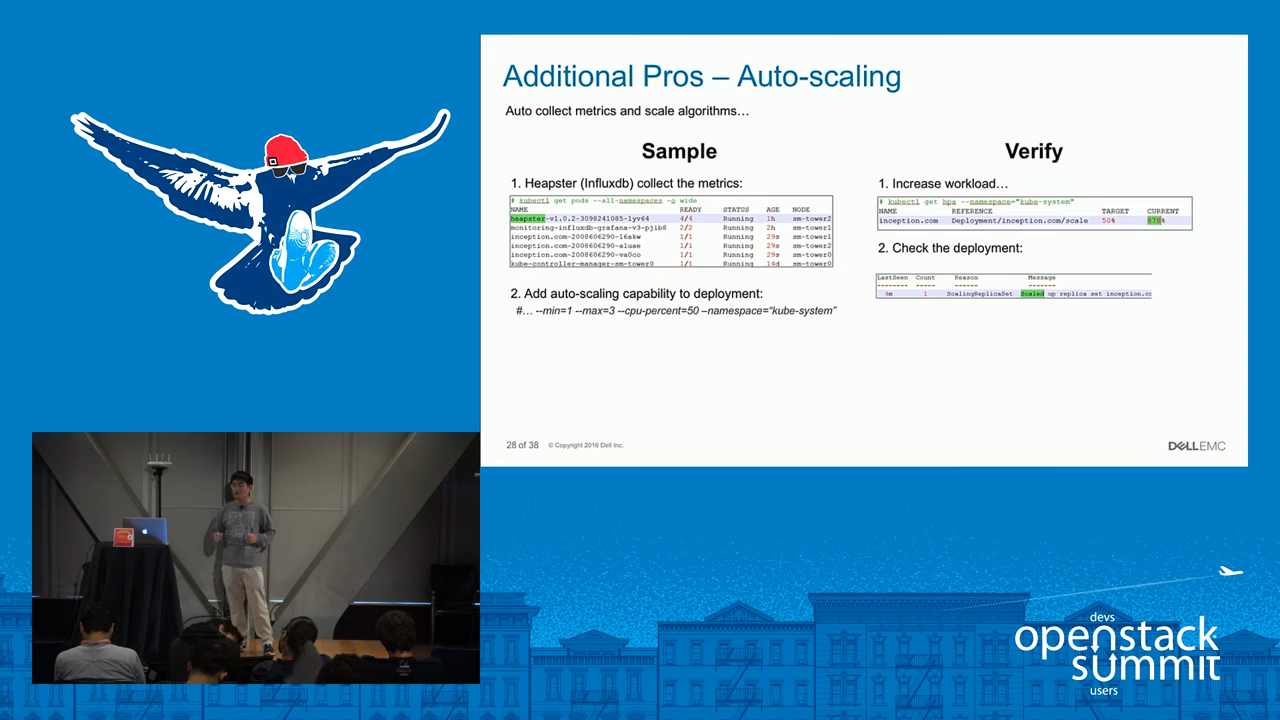 Additional Pros – Auto-scaling
Auto collect metrics and scale algorithms…
Sample
1. Heapster (Influxdb) collect the metrics:
# kubectl get pods --all-namespaces -o wide
NAME READY STATUS AGE NODE
heapster-v1.0.2-3098241085-1yv64 4/4 Running 1h sm-tower2
monitoring-influxdb-grafana-v3-pjib8 2/2 Running 2h sm-tower1
inception.com-2008606290-16akw 1/1 Running 29s sm-tower1
inception.com-2008606290-aluae 1/1 Running 29s sm-tower2
inception.com-2008606290-va0co 1/1 Running 29s sm-tower0
kube-controller-manager-sm-tower0 1/1 Running 14d sm-tower0
2. Add auto-scaling capability to deployment:
#… --min=1 --max=3 --cpu-percent=50 –namespace=“kube-system”
Verify
1. Increase workload…
# kubectl get hpa --namespace="kube-system"
NAME REFERENCE TARGET CURRENT
inception.com Deployment/inception.com/scale 50% 878%
2. Check the deployment:
LastSeen Count Reason Message
-------- ----- ------ -------
4m 1 ScalingReplicaSet Scaled up replica set inception.co
28 of 38 © Copyright 2016 Dell Inc.
DELL EMC
devs
openstack
summit
users